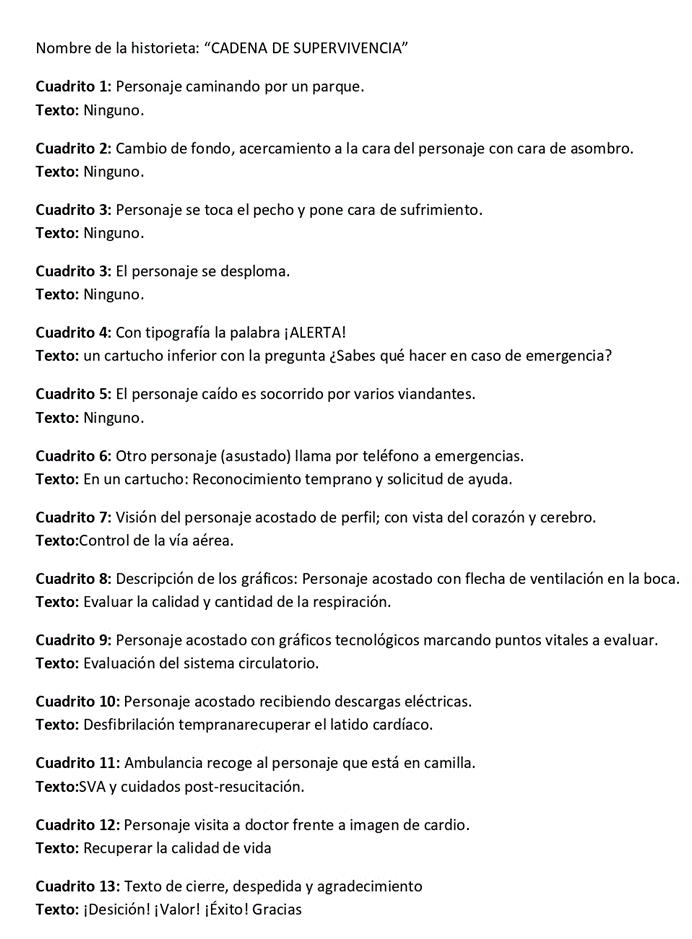 Nombre de la historieta: “CADENA DE SUPERVIVENCIA”
Cuadrito 1: Personaje caminando por un parque.
Texto: Ninguno.
Cuadrito 2: Cambio de fondo, acercamiento a la cara del personaje con cara de asombro.
Texto: Ninguno.
Cuadrito 3: Personaje se toca el pecho y pone cara de sufrimiento.
Texto: Ninguno.
Cuadrito 3: El personaje se desploma.
Texto: Ninguno.
Cuadrito 4: Con tipografía la palabra ¡ALERTA!
Texto: un cartucho inferior con la pregunta ¿Sabes qué hacer en caso de emergencia?
Cuadrito 5: El personaje caído es socorrido por varios viandantes.
Texto: Ninguno.
Cuadrito 6: Otro personaje (asustado) llama por teléfono a emergencias.
Texto: En un cartucho: Reconocimiento temprano y solicitud de ayuda.
Cuadrito 7: Visión del personaje acostado de perfil; con vista del corazón y cerebro.
Texto:Control de la vía aérea.
Cuadrito 8: Descripción de los gráficos: Personaje acostado con flecha de ventilación en la boca.
Texto: Evaluar la calidad y cantidad de la respiración.
Cuadrito 9: Personaje acostado con gráficos tecnológicos marcando puntos vitales a evaluar.
Texto: Evaluación del sistema circulatorio.
Cuadrito 10: Personaje acostado recibiendo descargas eléctricas.
Texto: Desfibrilación tempranarecuperar el latido cardíaco.
Cuadrito 11: Ambulancia recoge al personaje que está en camilla.
Texto:SVA y cuidados post-resucitación.
Cuadrito 12: Personaje visita a doctor frente a imagen de cardio.
Texto: Recuperar la calidad de vida
Cuadrito 13: Texto de cierre, despedida y agradecimiento
Texto: ¡Desición! ¡Valor! ¡Éxito! Gracias